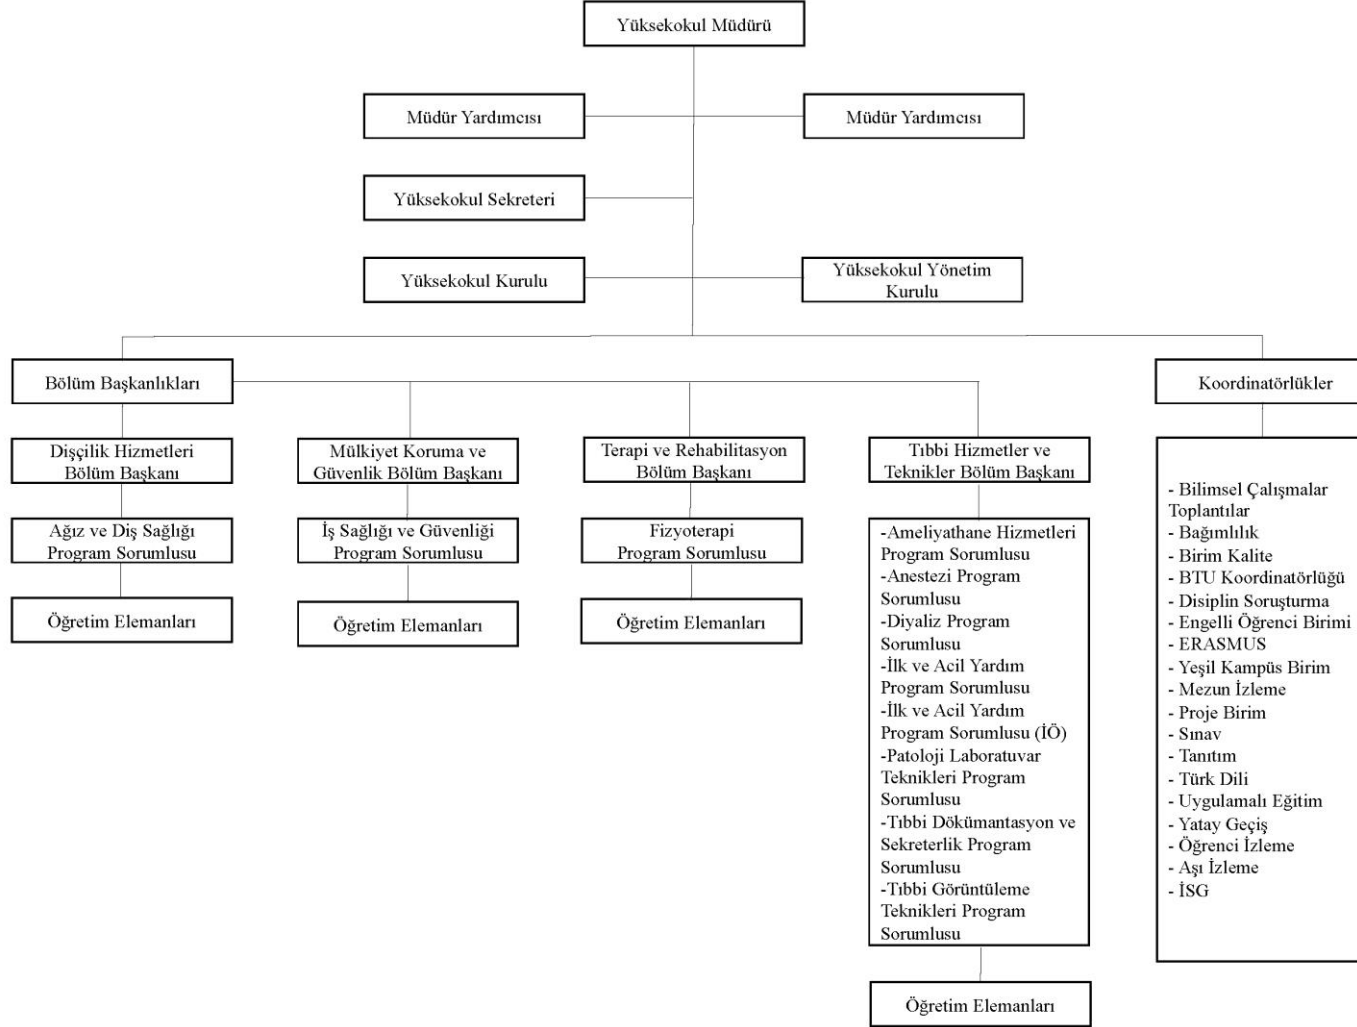 Yüksekokul Müdürü
Müdür Yardımcısı
Müdür Yardımcısı
Yüksekokul Sekreteri
Yüksekokul Kurulu
Yüksekokul Yönetim
Kurulu
Bölüm Başkanlıkları
Koordinatörlükler
Dişçilik Hizmetleri
Bölüm Başkanı
Ağız ve Diş Sağlığı
Program Sorumlusu
Öğretim Elemanları
Mülkiyet Koruma ve
Güvenlik Bölüm Başkanı
İş Sağlığı ve Güvenliği
Program Sorumlusu
Öğretim Elemanları
Terapi ve Rehabilitasyon
Bölüm Başkanı
Fizyoterapi
Program Sorumlusu
Öğretim Elemanları
Tıbbi Hizmetler ve
Teknikler Bölüm Başkanı
-Ameliyathane Hizmetleri
Program Sorumlusu
-Anestezi Program
Sorumlusu
-Diyaliz Program
Sorumlusu
-İlk ve Acil Yardım
Program Sorumlusu
-İlk ve Acil Yardım
Program Sorumlusu (İÖ)
-Patoloji Laboratuvar
Teknikleri Program
Sorumlusu
-Tıbbi Dökümantasyon ve
Sekreterlik Program
Sorumlusu
-Tıbbi Görüntüleme
Teknikleri Program
Sorumlusu
Öğretim Elemanları
- Bilimsel Çalışmalar
Toplantılar
- Bağımlılık
- Birim Kalite
- BTU Koordinatörlüğü
- Disiplin Soruşturma
- Engelli Öğrenci Birimi
- ERASMUS
- Yeşil Kampüs Birim
- Mezun İzleme
- Proje Birim
- Sınav
- Tanıtım
- Türk Dili
- Uygulamalı Eğitim
- Yatay Geçiş
- Öğrenci İzleme
- Aşı İzleme
- İSG